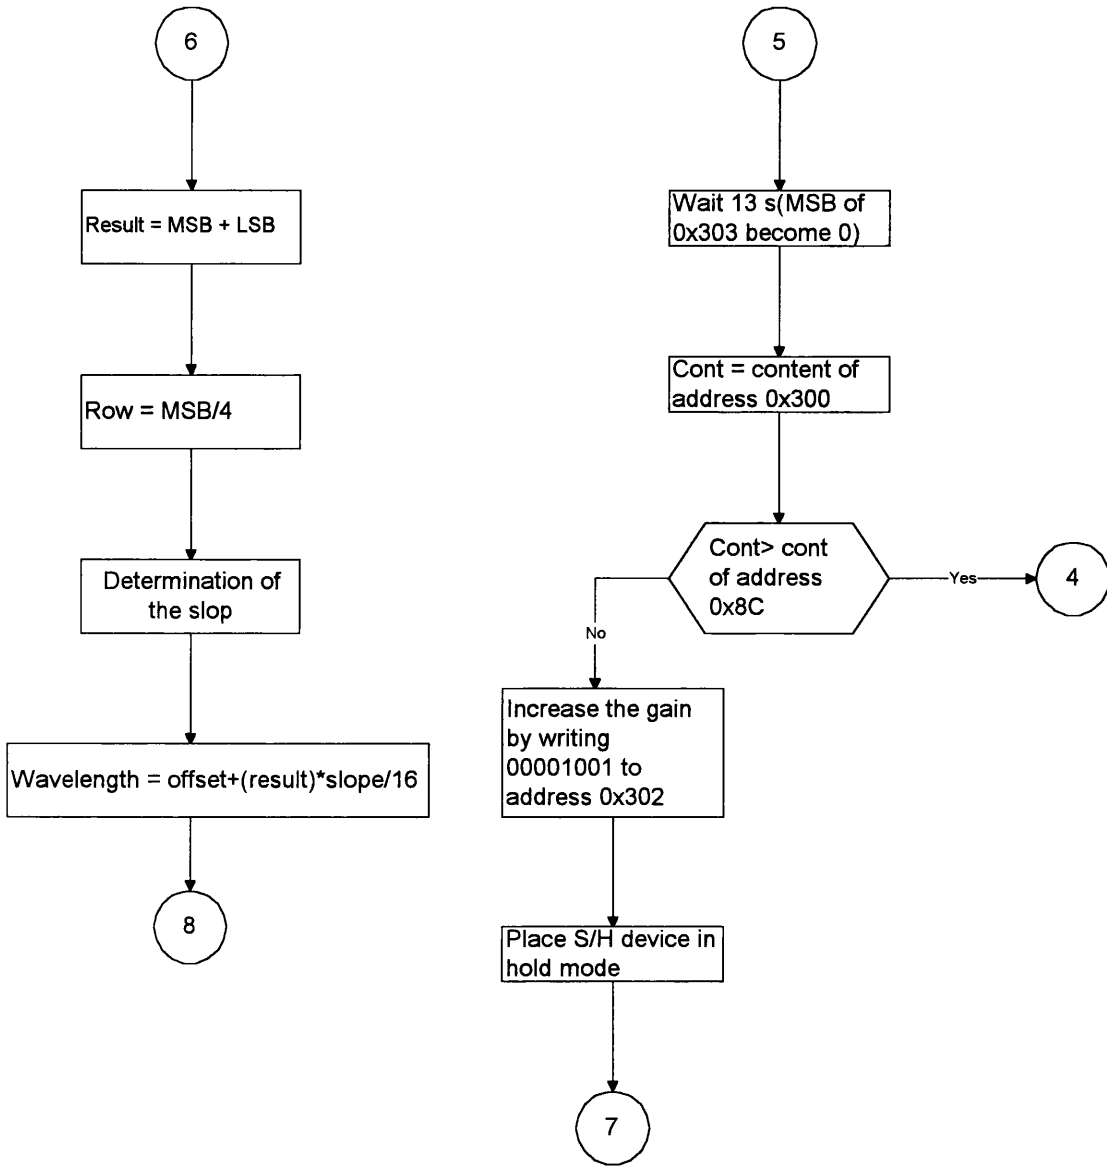 6
Result = MSB + LSB
Row = MSB/4
Determination of
the slop
Wavelength = offset+(result)*slope/16
8
5
Wait 13 s(MSB of
0x303 become 0)
Cont = content of
address 0x300
Cont> cont
of address
0x8C
Yes
4
No
Increase the gain
by writing
00001001 to
address 0x302
Place S/H device in
hold mode
7